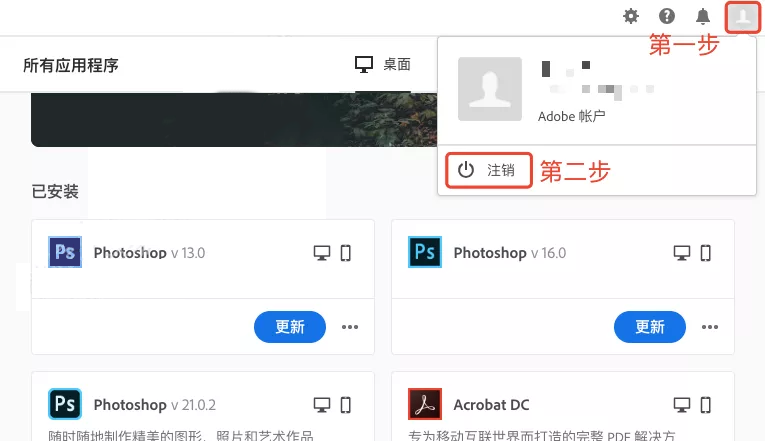 第一步
所有应用程序
桌面
Adobe 帐户
注销
第二步
已安装
Ps
Photoshop v 13.0
Ps
Photoshop v 16.0
更新
更新
Ps
Photoshop v 21.0.2
Acrobat DC
随时随地制作精美的图形、照片和艺术作品
专为移动互联世界而打造的完整 PDF 解决方